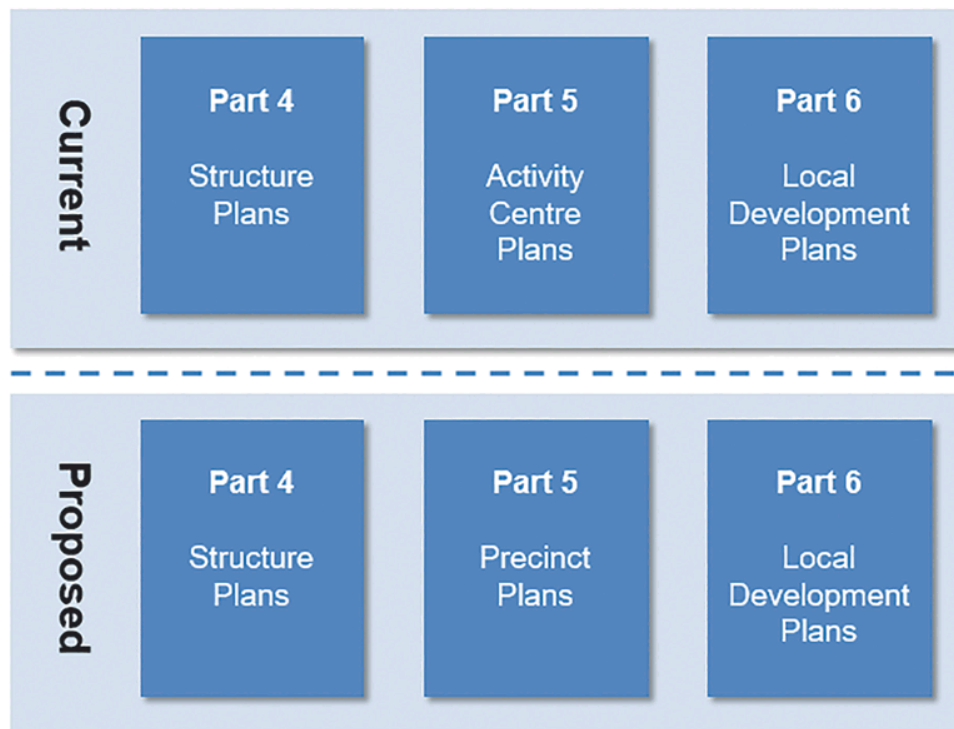 Current
Part 4
Structure
Plans
Part 5
Activity
Centre
Plans
Part 6
Local
Development
Plans
Proposed
Part 4
Structure
Plans
Part 5
Precinct
Plans
Part 6
Local
Development
Plans